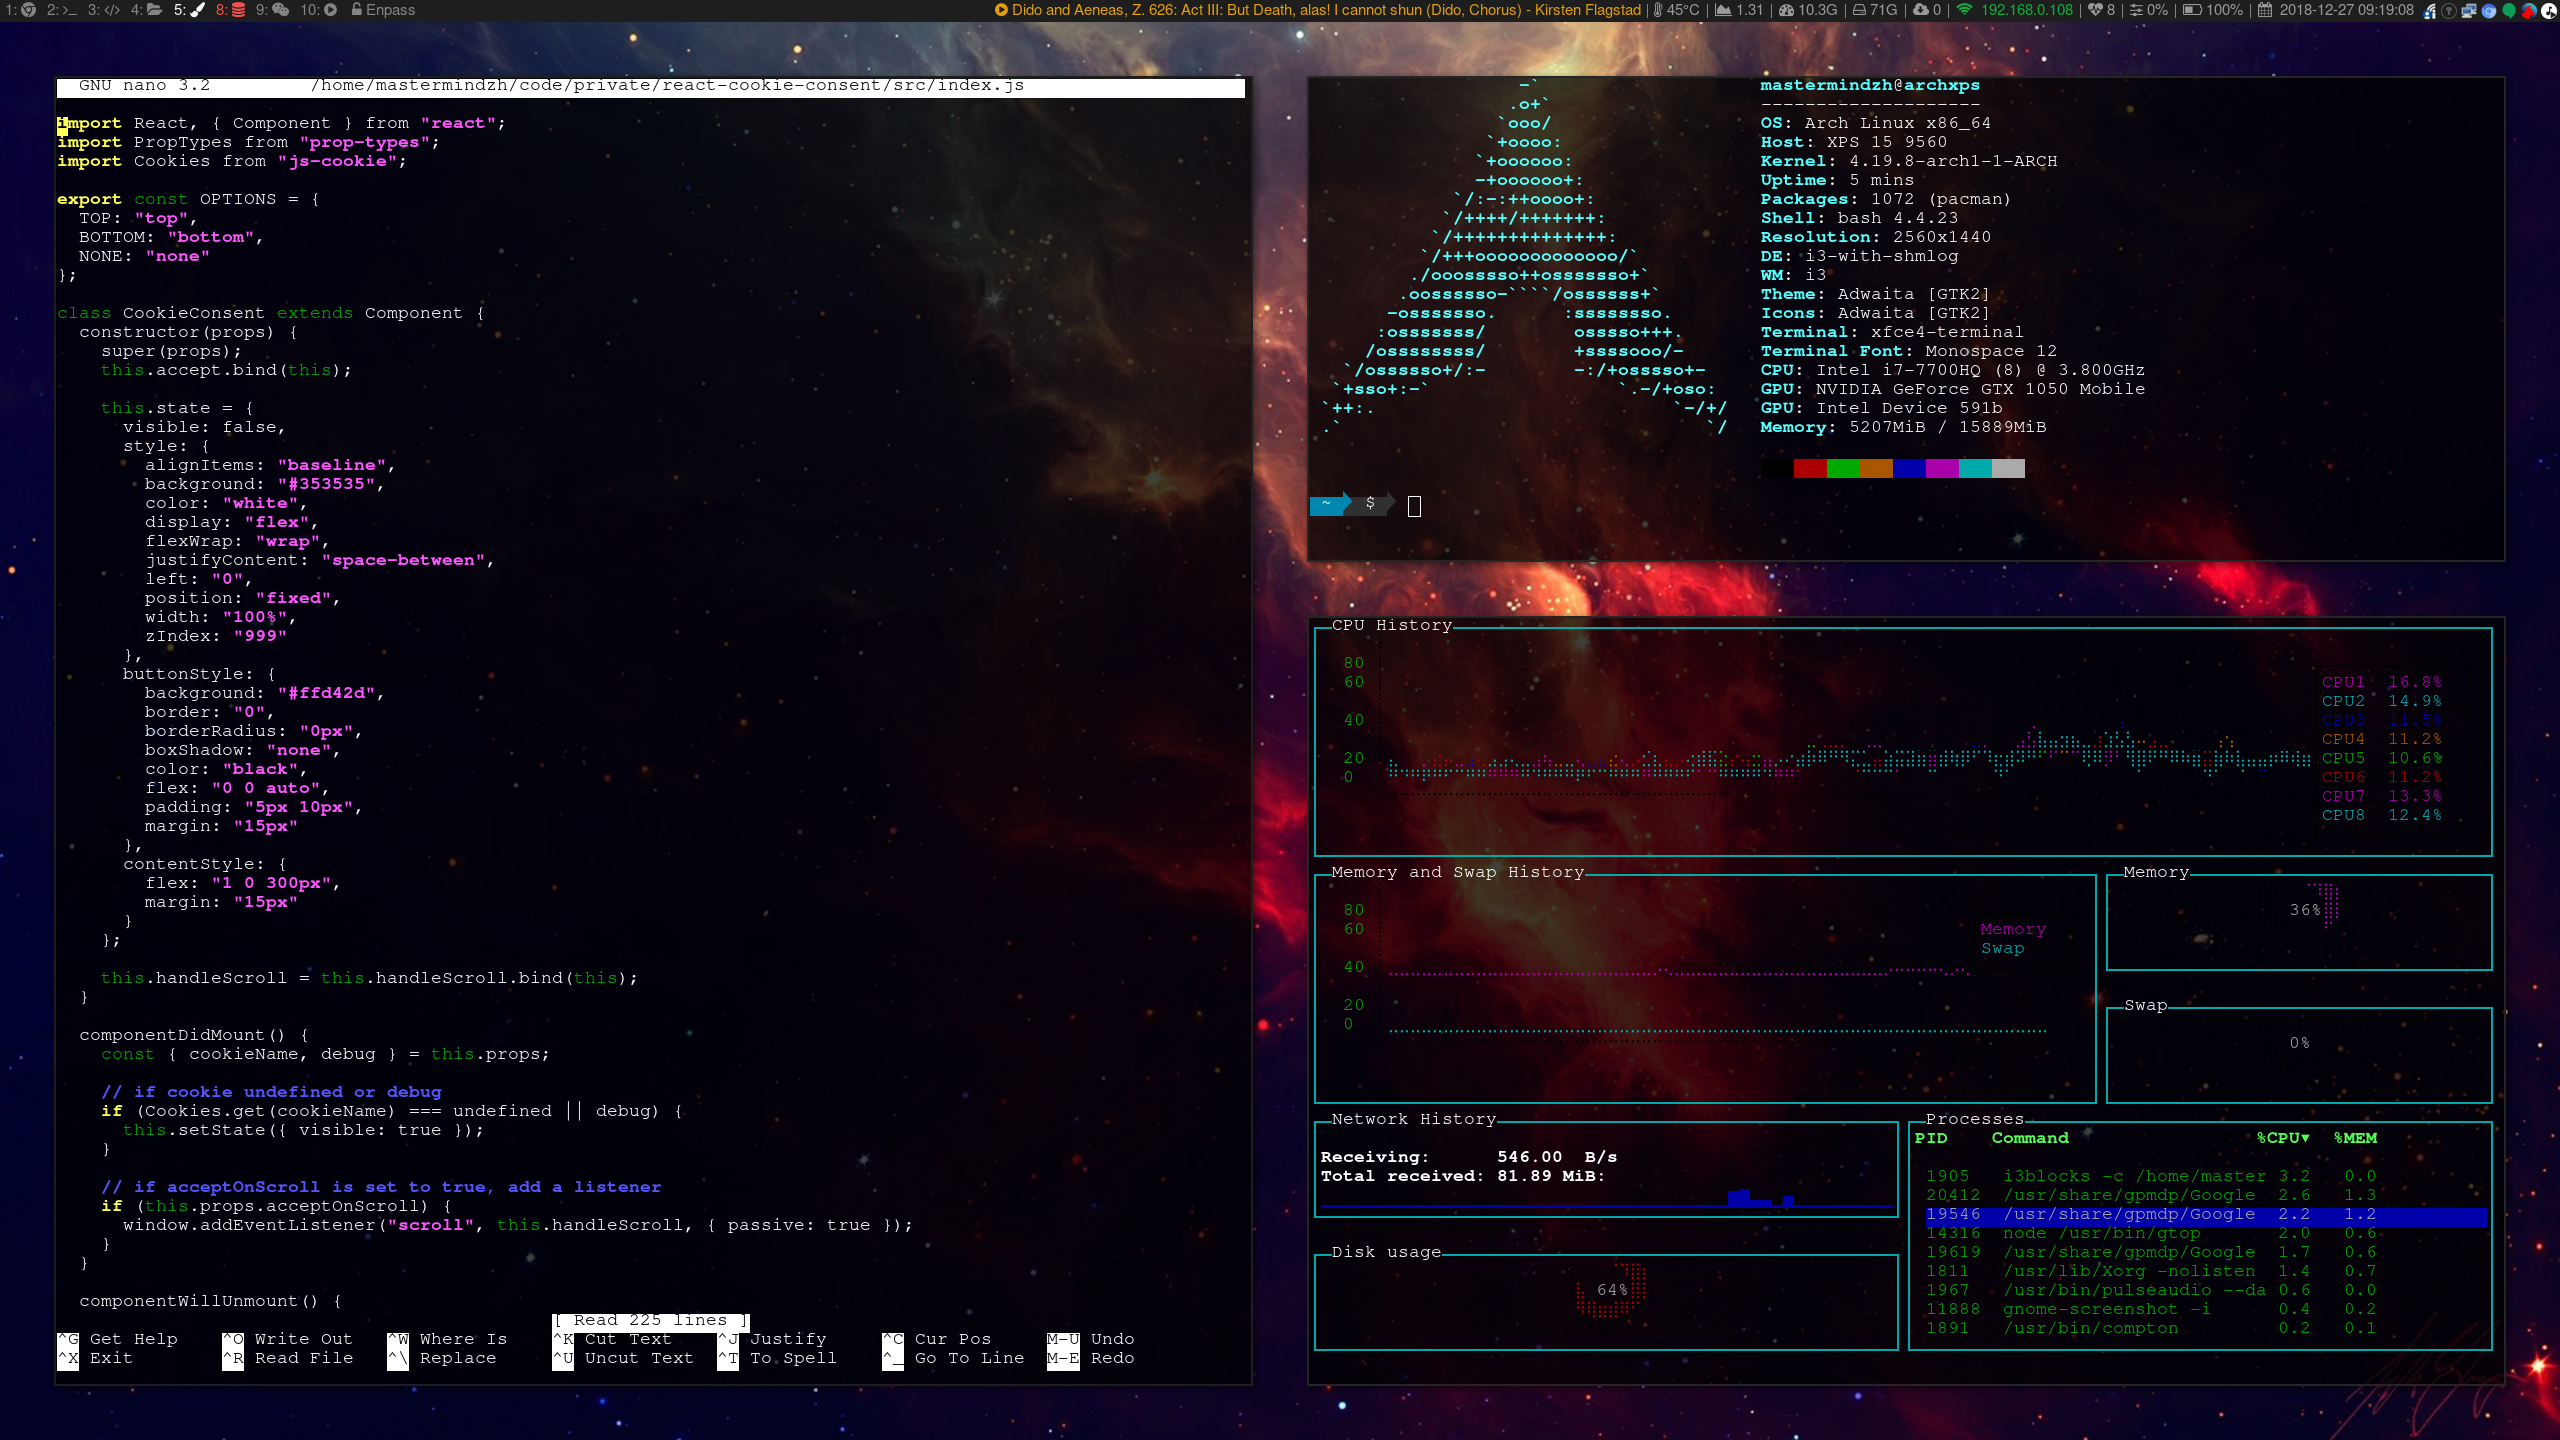 1: 2: 3: 4: 5: 8: 9: 10: Enpass
Dido and Aeneas, Z. 626: Act III: But Death, alas! I cannot shun (Dido, Chorus) - Kirsten Flagstad | 45°C | 1.31 | 10.3G | 71G | 0 | 192.168.0.108 | 8 | 0% | 100% | 2018-12-27 09:19:08
GNU nano 3.2 /home/mastermindzh/code/private/react-cookie-consent/src/index.js
import React, { Component } from "react";
import PropTypes from "prop-types";
import Cookies from "js-cookie";
export const OPTIONS = {
TOP: "top",
BOTTOM: "bottom",
NONE: "none"
};
class CookieConsent extends Component {
constructor(props) {
super(props);
this.accept.bind(this);
this.state = {
visible: false,
style: {
alignItems: "baseline",
background: "#353535",
color: "white",
display: "flex",
flexWrap: "wrap",
justifyContent: "space-between",
left: "0",
position: "fixed",
width: "100%",
zIndex: "999"
},
buttonStyle: {
background: "#ffd42d",
border: "0",
borderRadius: "0px",
boxShadow: "none",
color: "black",
flex: "0 0 auto",
padding: "5px 10px",
margin: "15px"
},
contentStyle: {
flex: "1 0 300px",
margin: "15px"
}
};
this.handleScroll = this.handleScroll.bind(this);
}
componentDidMount() {
const { cookieName, debug } = this.props;
// if cookie undefined or debug
if (Cookies.get(cookieName) === undefined || debug) {
this.setState({ visible: true });
}
// if acceptOnScroll is set to true, add a listener
if (this.props.acceptOnScroll) {
window.addEventListener("scroll", this.handleScroll, { passive: true });
}
}
componentWillUnmount() {
[ Read 225 lines ]
^G Get Help ^O Write Out ^W Where Is ^K Cut Text ^J Justify ^C Cur Pos M-U Undo
^X Exit ^R Read File ^\ Replace ^U Uncut Text ^T To Spell ^_ Go To Line M-E Redo
mastermindzh@archxps
--------------------
OS: Arch Linux x86_64
Host: XPS 15 9560
Kernel: 4.19.8-arch1-1-ARCH
Uptime: 5 mins
Packages: 1072 (pacman)
Shell: bash 4.4.23
Resolution: 2560x1440
DE: i3-with-shmlog
WM: i3
Theme: Adwaita [GTK2]
Icons: Adwaita [GTK2]
Terminal: xfce4-terminal
Terminal Font: Monospace 12
CPU: Intel i7-7700HQ (8) @ 3.800GHz
GPU: NVIDIA GeForce GTX 1050 Mobile
GPU: Intel Device 591b
Memory: 5207MiB / 15889MiB
~ $
CPU History
80
60
40
20
0
CPU1 16.8%
CPU2 14.9%
CPU3 11.5%
CPU4 11.2%
CPU5 10.6%
CPU6 11.2%
CPU7 13.3%
CPU8 12.4%
Memory and Swap History
80
60
40
20
0
Memory
Swap
Memory
36%
Swap
0%
Network History
Receiving: 546.00 B/s
Total received: 81.89 MiB:
Disk usage
64%
Processes
PID Command %CPU▼ %MEM
1905 i3blocks -c /home/master 3.2 0.0
20412 /usr/share/gpmdp/Google 2.6 1.3
19546 /usr/share/gpmdp/Google 2.2 1.2
14316 node /usr/bin/gtop 2.0 0.6
19619 /usr/share/gpmdp/Google 1.7 0.6
1811 /usr/lib/Xorg -nolisten 1.4 0.7
1967 /usr/bin/pulseaudio --da 0.6 0.0
11888 gnome-screenshot -i 0.4 0.2
1891 /usr/bin/compton 0.2 0.1